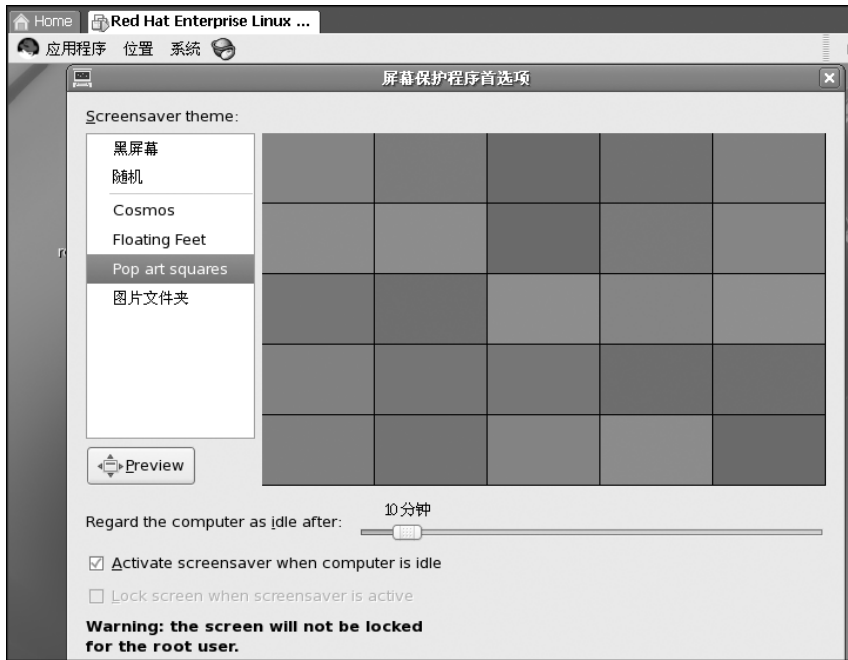 Home
Red Hat Enterprise Linux ...
应用程序 位置 系统
屏幕保护程序首选项
Screensaver theme:
黑屏幕
随机
Cosmos
Floating Feet
Pop art squares
图片文件夹
Preview
10分钟
Regard the computer as idle after:
Activate screensaver when computer is idle
Lock screen when screensaver is active
Warning: the screen will not be locked
for the root user.